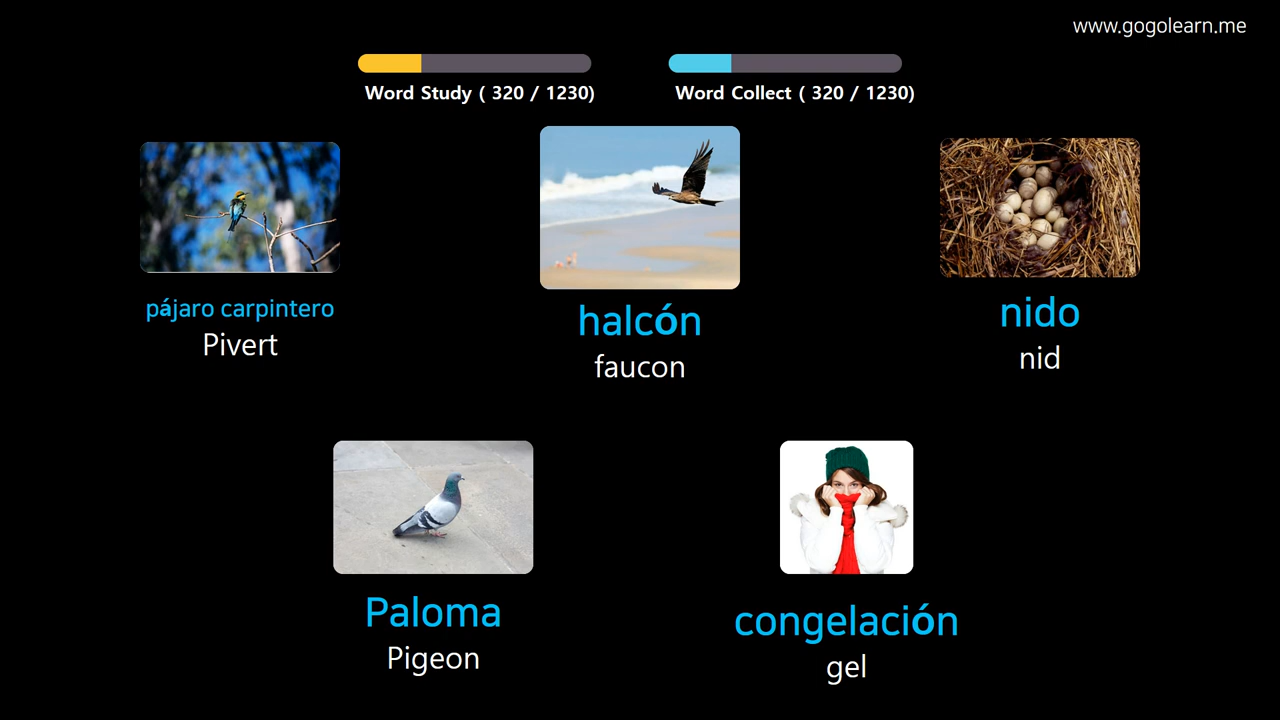 www.gogolearn.me
Word Study ( 320 / 1230)
Word Collect ( 320 / 1230)
pájaro carpintero
Pivert
halcón
faucon
nido
nid
Paloma
Pigeon
congelación
gel